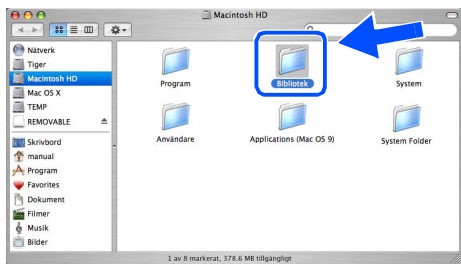 Macintosh HD
Nätverk
Tiger
Macintosh HD
Mac OS X
TEMP
REMOVABLE
Skrivbord
manual
Program
Favorites
Dokument
Filmer
Musik
Bilder
Program
Bibliotek
System
Användare
Applications (Mac OS 9)
System Folder
1 av 8 markerat, 378.6 MB tillgängligt